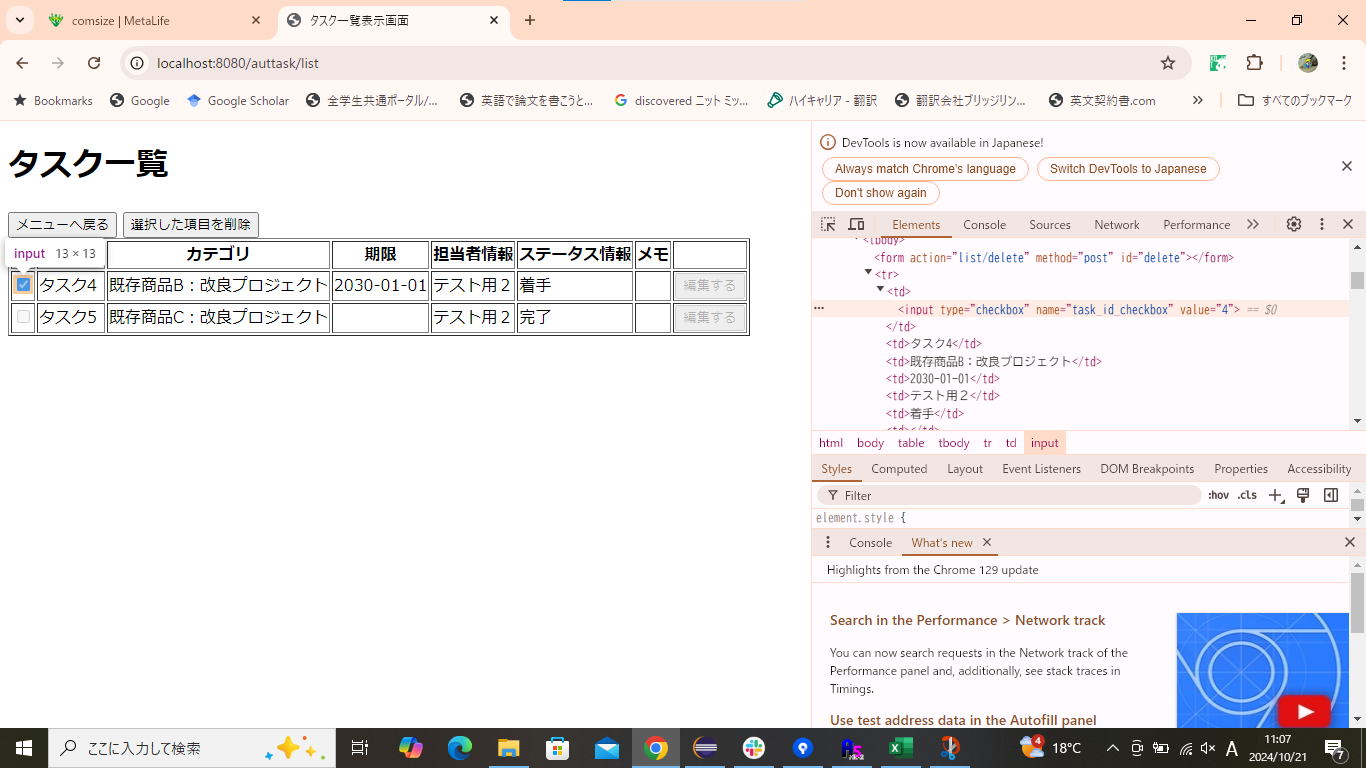 comsize | MetaLife
タスク一覧表示画面
localhost:8080/auttask/list
Bookmarks
Google
Google Scholar
全学生共通ポータル/...
英語で論文を書こうと...
discovered ニット ミッ...
ハイキャリア - 翻訳
翻訳会社ブリッジリン...
英文契約書.com
すべてのブックマーク
タスク一覧
メニューへ戻る
選択した項目を削除
input 13 × 13
カテゴリ 期限 担当者情報 ステータス情報 メモ
タスク4 既存商品B：改良プロジェクト 2030-01-01 テスト用２ 着手 編集する
タスク5 既存商品C：改良プロジェクト テスト用２ 完了 編集する
DevTools is now available in Japanese!
Always match Chrome's language
Switch DevTools to Japanese
Don't show again
Elements Console Sources Network Performance
<tbody>
<form action="list/delete" method="post" id="delete"></form>
<tr>
<td>
<input type="checkbox" name="task_id_checkbox" value="4"> == $0
</td>
<td>タスク4</td>
<td>既存商品B：改良プロジェクト</td>
<td>2030-01-01</td>
<td>テスト用２</td>
<td>着手</td>
<td></td>
html body table tbody tr td input
Styles Computed Layout Event Listeners DOM Breakpoints Properties Accessibility
Filter
:hov .cls
element.style {
Console What's new
Highlights from the Chrome 129 update
Search in the Performance > Network track
You can now search requests in the Network track of the
Performance panel and, additionally, see stack traces in
Timings.
Use test address data in the Autofill panel
ここに入力して検索
4
18°C
A
11:07
2024/10/21
7